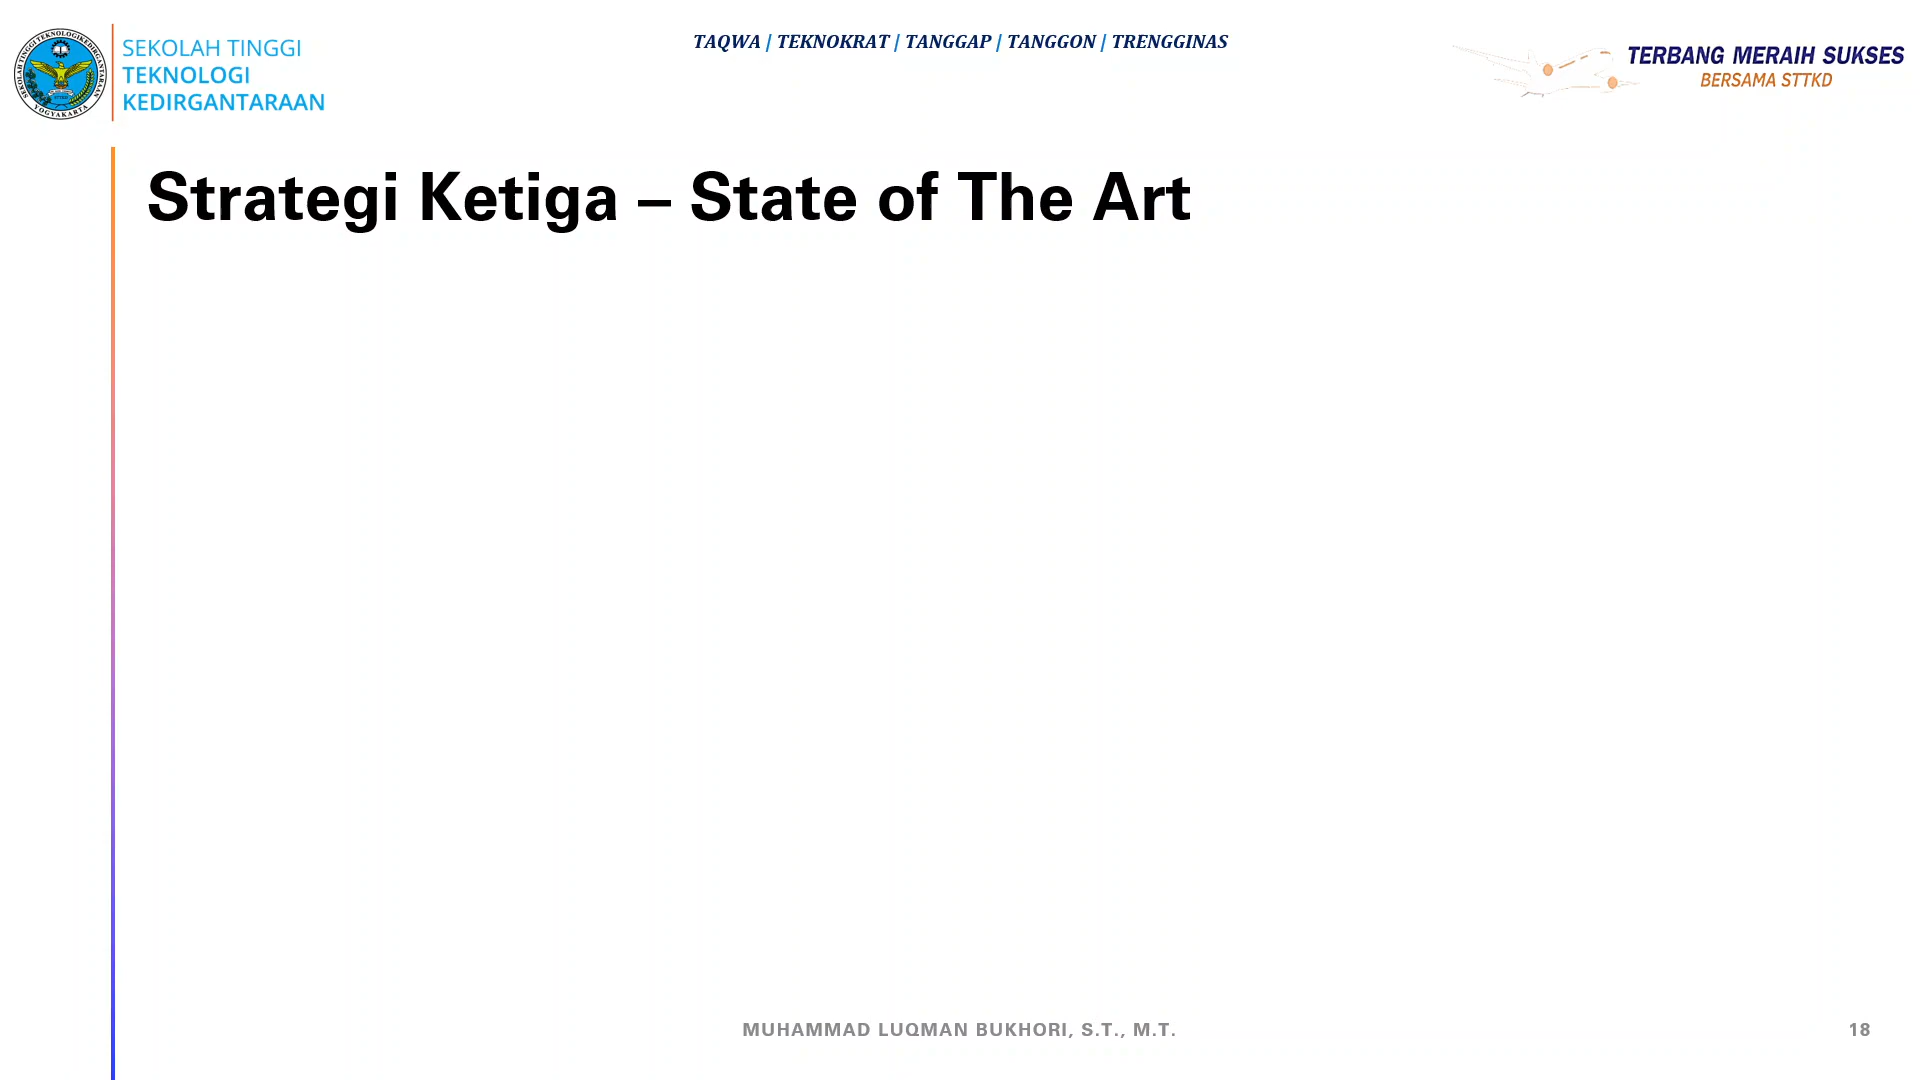 SEKOLAH TINGGI
TEKNOLOGI
KEDIRGANTARAAN
TAQWA | TEKNOKRAT | TANGGAP | TANGGON | TRENGGINAS
TERBANG MERAIH SUKSES
BERSAMA STTKD
Strategi Ketiga – State of The Art
MUHAMMAD LUQMAN BUKHORI, S.T., M.T.
18